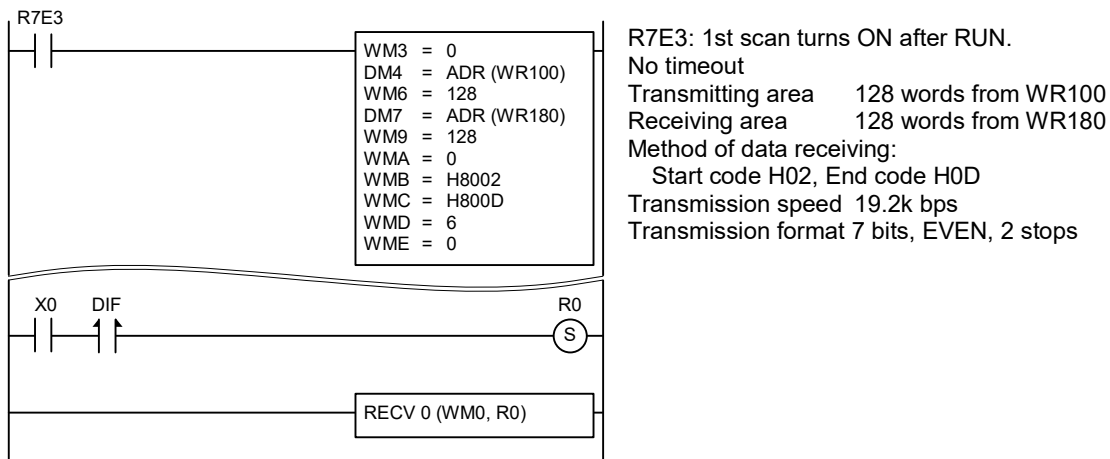 R7E3
WM3 = 0
DM4 = ADR (WR100)
WM6 = 128
DM7 = ADR (WR180)
WM9 = 128
WMA = 0
WMB = H8002
WMC = H800D
WMD = 6
WME = 0
R7E3: 1st scan turns ON after RUN.
No timeout
Transmitting area 128 words from WR100
Receiving area 128 words from WR180
Method of data receiving:
Start code H02, End code H0D
Transmission speed 19.2k bps
Transmission format 7 bits, EVEN, 2 stops
X0 DIF R0
S
RECV 0 (WM0, R0)